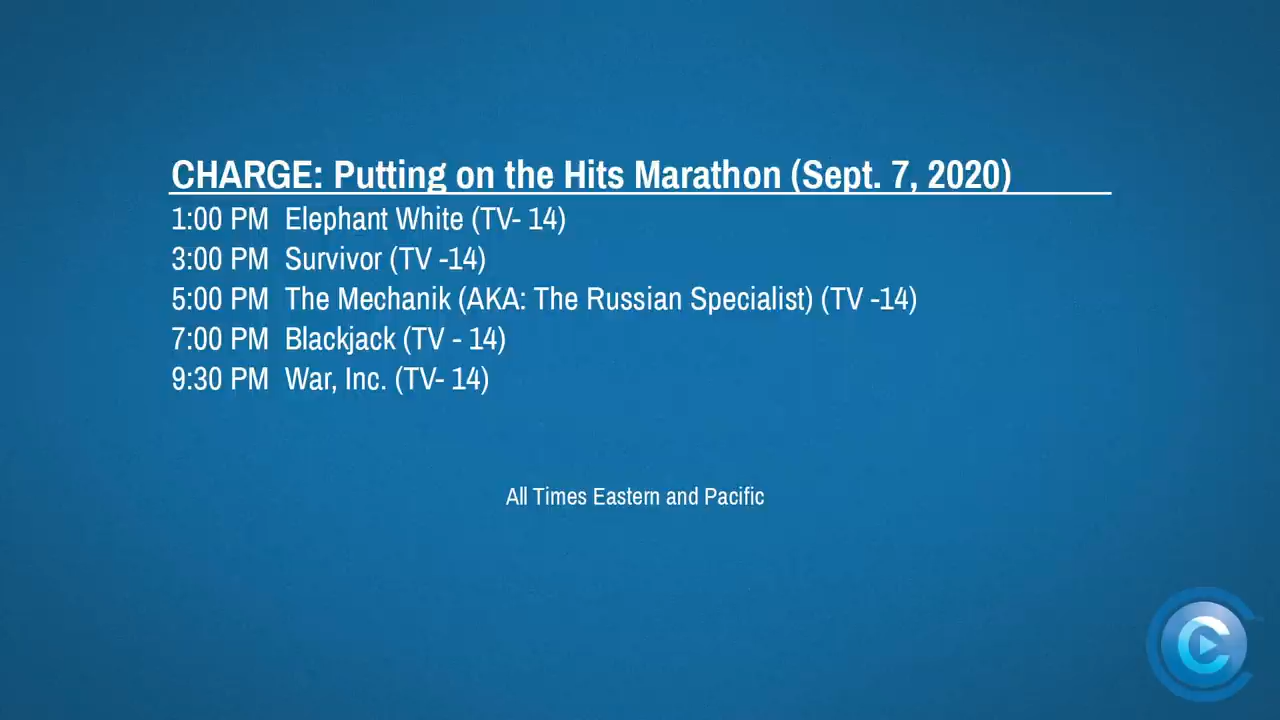 CHARGE: Putting on the Hits Marathon (Sept. 7, 2020)
1:00 PM Elephant White (TV- 14)
3:00 PM Survivor (TV -14)
5:00 PM The Mechanik (AKA: The Russian Specialist) (TV -14)
7:00 PM Blackjack (TV - 14)
9:30 PM War, Inc. (TV- 14)
All Times Eastern and Pacific